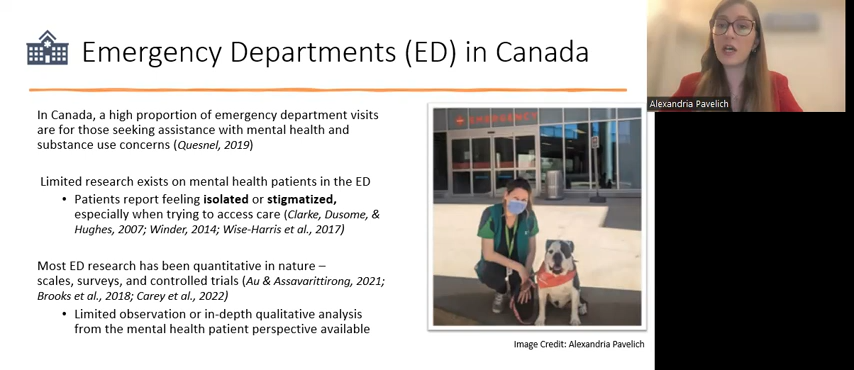 Emergency Departments (ED) in Canada
In Canada, a high proportion of emergency department visits
are for those seeking assistance with mental health and
substance use concerns (Quesnel, 2019)
Limited research exists on mental health patients in the ED
• Patients report feeling isolated or stigmatized,
especially when trying to access care (Clarke, Dusome, &
Hughes, 2007; Winder, 2014; Wise-Harris et al., 2017)
Most ED research has been quantitative in nature –
scales, surveys, and controlled trials (Au & Assavarittirong, 2021;
Brooks et al., 2018; Carey et al., 2022)
• Limited observation or in-depth qualitative analysis
from the mental health patient perspective available
EMERGENCY
Image Credit: Alexandria Pavelich
Alexandria Pavelich